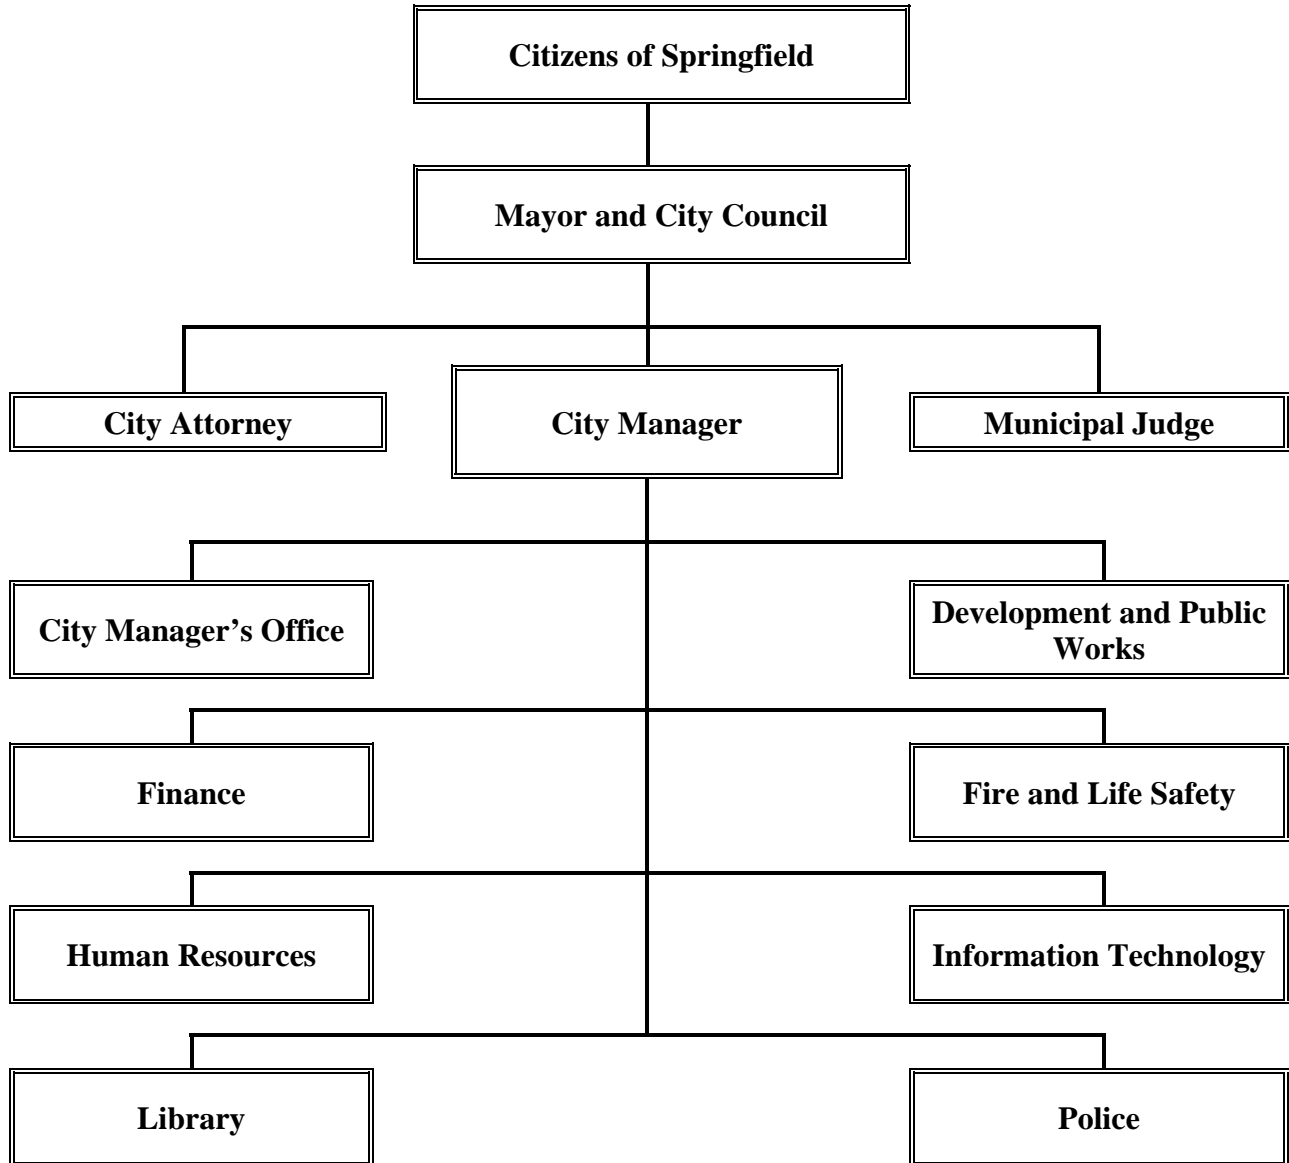 Citizens of Springfield
Mayor and City Council
City Attorney
City Manager
Municipal Judge
City Manager’s Office
Development and Public
Works
Finance
Fire and Life Safety
Human Resources
Information Technology
Library
Police